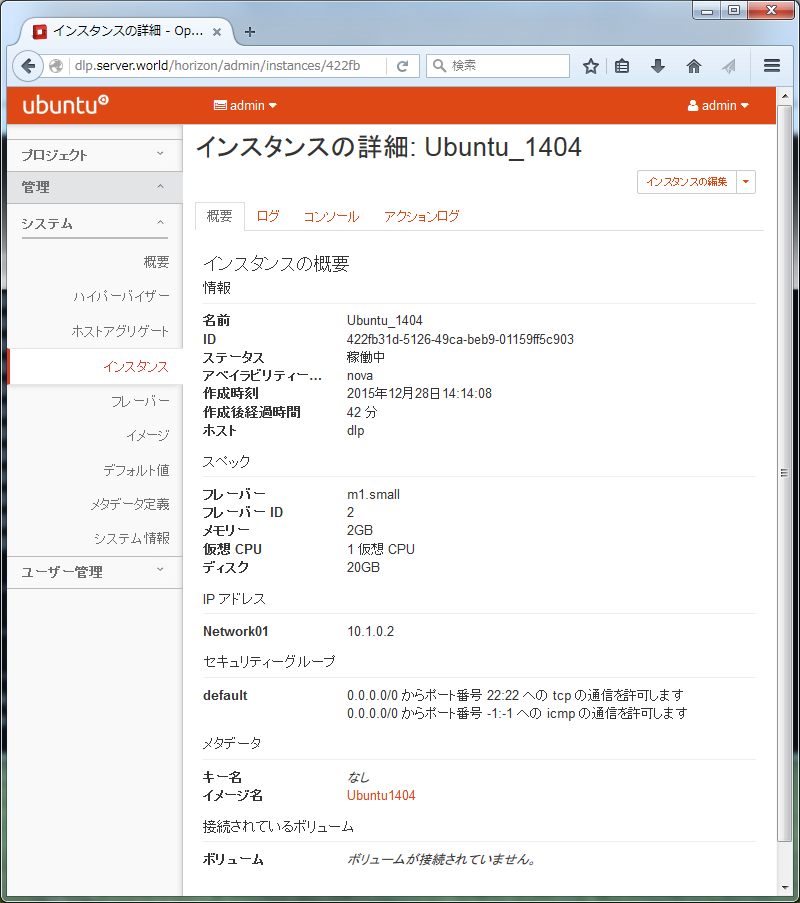 インスタンスの詳細 - Op...
dlp.server.world/horizon/admin/instances/422fb
検索
ubuntu
admin
admin
プロジェクト
管理
システム
概要
ハイパーバイザー
ホストアグリゲート
インスタンス
フレーバー
イメージ
デフォルト値
メタデータ定義
システム情報
ユーザー管理
インスタンスの詳細: Ubuntu_1404
インスタンスの編集
概要 ログ コンソール アクションログ
インスタンスの概要
情報
名前 Ubuntu_1404
ID 422fb31d-5126-49ca-beb9-01159ff5c903
ステータス 稼働中
アベイラビリティー... nova
作成時刻 2015年12月28日14:14:08
作成後経過時間 42 分
ホスト dlp
スペック
フレーバー m1.small
フレーバー ID 2
メモリー 2GB
仮想 CPU 1 仮想 CPU
ディスク 20GB
IP アドレス
Network01 10.1.0.2
セキュリティーグループ
default 0.0.0.0/0 からポート番号 22:22 への tcp の通信を許可します
0.0.0.0/0 からポート番号 -1:-1 への icmp の通信を許可します
メタデータ
キー名 なし
イメージ名 Ubuntu1404
接続されているボリューム
ボリューム ボリュームが接続されていません。